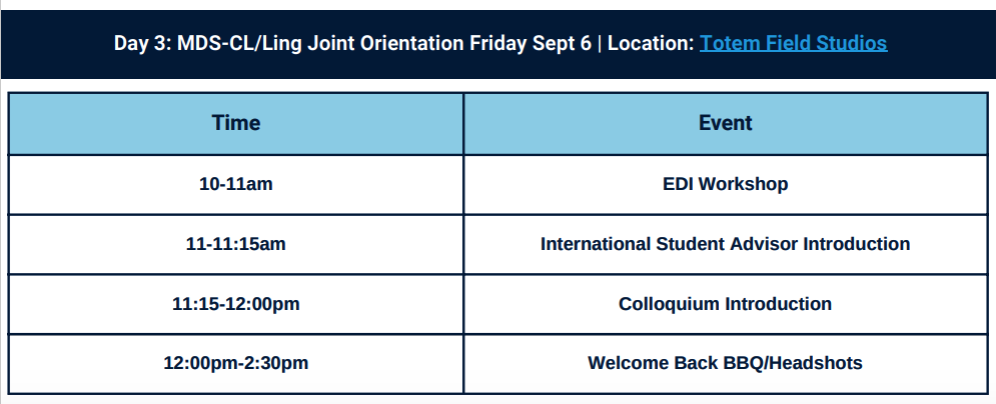 Day 3: MDS-CL/Ling Joint Orientation Friday Sept 6 | Location: Totem Field Studios
Time Event
10-11am EDI Workshop
11-11:15am International Student Advisor Introduction
11:15-12:00pm Colloquium Introduction
12:00pm-2:30pm Welcome Back BBQ/Headshots